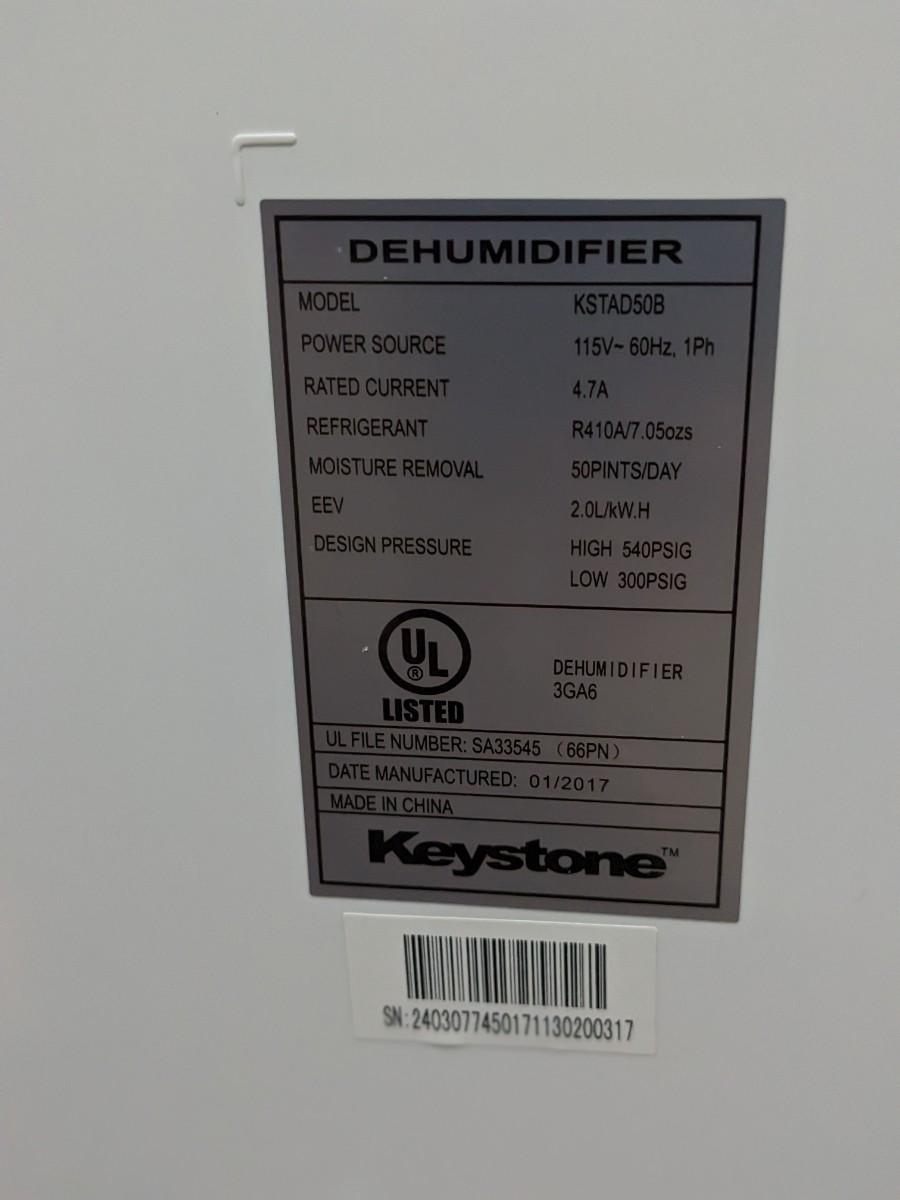 DEHUMIDIFIER
MODEL KSTAD50B
POWER SOURCE 115V~ 60Hz, 1Ph
RATED CURRENT 4.7A
REFRIGERANT R410A/7.05ozs
MOISTURE REMOVAL 50PINTS/DAY
EEV 2.0L/kW.H
DESIGN PRESSURE HIGH 540PSIG
LOW 300PSIG
UL ®
LISTED
DEHUMIDIFIER
3GA6
UL FILE NUMBER: SA33545 (66PN)
DATE MANUFACTURED: 01/2017
MADE IN CHINA
Keystone™
SN:2403077450171130200317